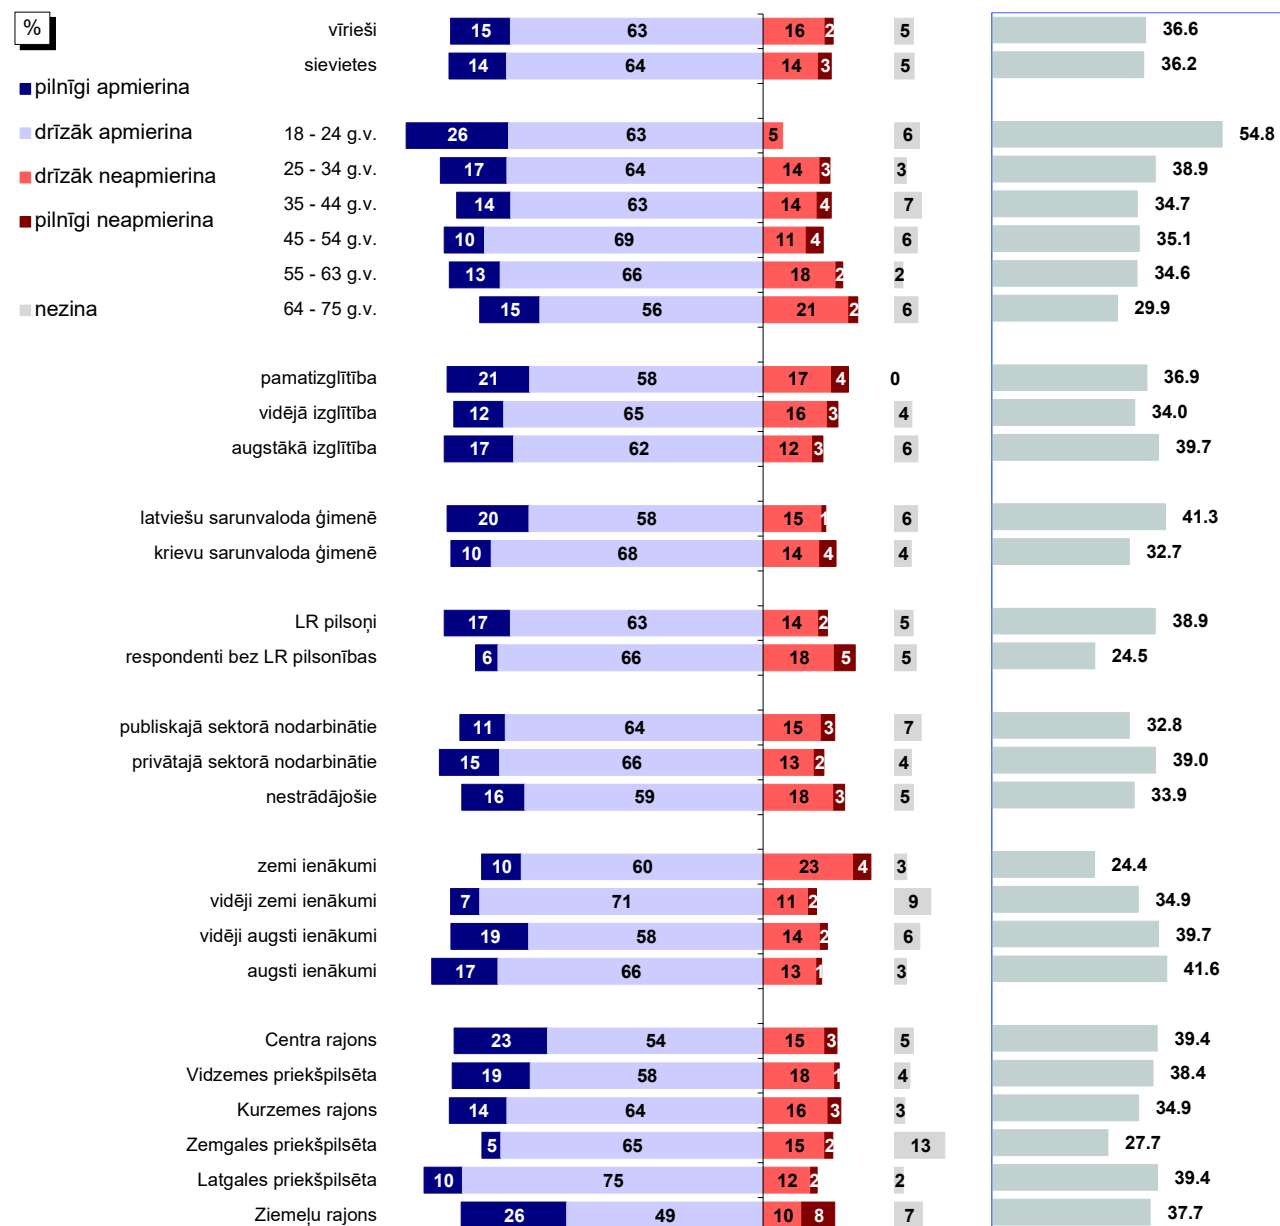 %
pilnīgi apmierina
drīzāk apmierina
drīzāk neapmierina
pilnīgi neapmierina
nezina
vīrieši 15 63 16 2 5 36.6
sievietes 14 64 14 3 5 36.2
18 - 24 g.v. 26 63 5 6 54.8
25 - 34 g.v. 17 64 14 3 3 38.9
35 - 44 g.v. 14 63 14 4 7 34.7
45 - 54 g.v. 10 69 11 4 6 35.1
55 - 63 g.v. 13 66 18 2 2 34.6
64 - 75 g.v. 15 56 21 2 6 29.9
pamatizglītība 21 58 17 4 0 36.9
vidējā izglītība 12 65 16 3 4 34.0
augstākā izglītība 17 62 12 3 6 39.7
latviešu sarunvaloda ģimenē 20 58 15 1 6 41.3
krievu sarunvaloda ģimenē 10 68 14 4 4 32.7
LR pilsoņi 17 63 14 2 5 38.9
respondenti bez LR pilsonības 6 66 18 5 5 24.5
publiskajā sektorā nodarbinātie 11 64 15 3 7 32.8
privātajā sektorā nodarbinātie 15 66 13 2 4 39.0
nestrādājošie 16 59 18 3 5 33.9
zemi ienākumi 10 60 23 4 3 24.4
vidēji zemi ienākumi 7 71 11 2 9 34.9
vidēji augsti ienākumi 19 58 14 2 6 39.7
augsti ienākumi 17 66 13 1 3 41.6
Centra rajons 23 54 15 3 5 39.4
Vidzemes priekšpilsēta 19 58 18 1 4 38.4
Kurzemes rajons 14 64 16 3 3 34.9
Zemgales priekšpilsēta 5 65 15 2 13 27.7
Latgales priekšpilsēta 10 75 12 2 2 39.4
Ziemeļu rajons 26 49 10 8 7 37.7